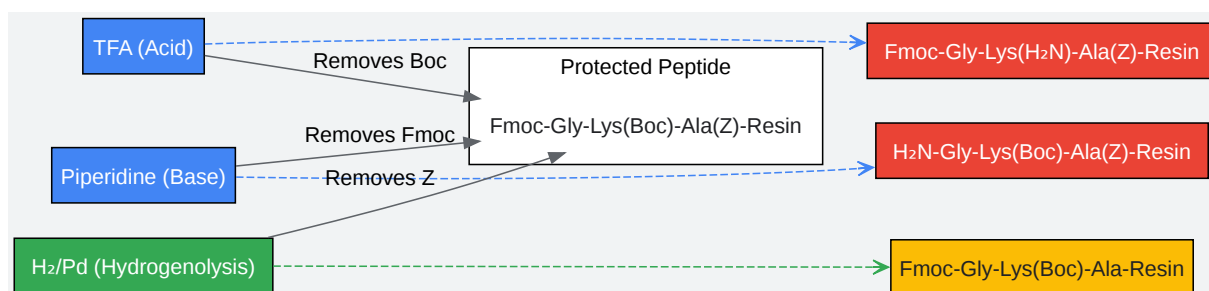 TFA (Acid)
Removes Boc
Protected Peptide
Fmoc-Gly-Lys(H₂N)-Ala(Z)-Resin
Fmoc-Gly-Lys(Boc)-Ala(Z)-Resin
Removes Fmoc
H₂N-Gly-Lys(Boc)-Ala(Z)-Resin
Piperidine (Base)
Removes Z
H₂/Pd (Hydrogenolysis)
Fmoc-Gly-Lys(Boc)-Ala-Resin